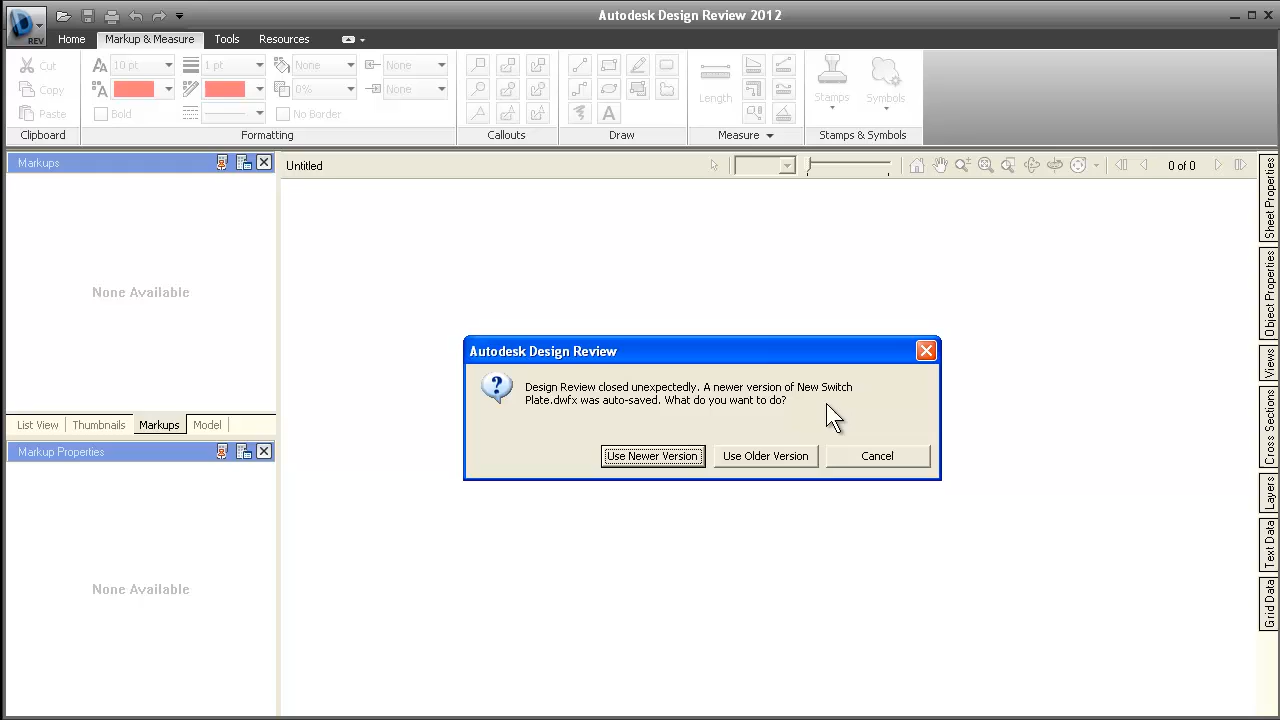 Autodesk Design Review 2012
REV
Home Markup & Measure Tools Resources
Cut 10 pt 1 pt None None Length Stamps Symbols
0% None
Paste Bold No Border
Clipboard Formatting Callouts Draw Measure Stamps & Symbols
Markups
Untitled
0 of 0
Sheet Properties
Object Properties
Views
Cross Sections
Layers
Text Data
Grid Data
None Available
List View Thumbnails Markups Model
Markup Properties
None Available
Autodesk Design Review
Design Review closed unexpectedly. A newer version of New Switch
Plate.dwfx was auto-saved. What do you want to do?
Use Newer Version Use Older Version Cancel